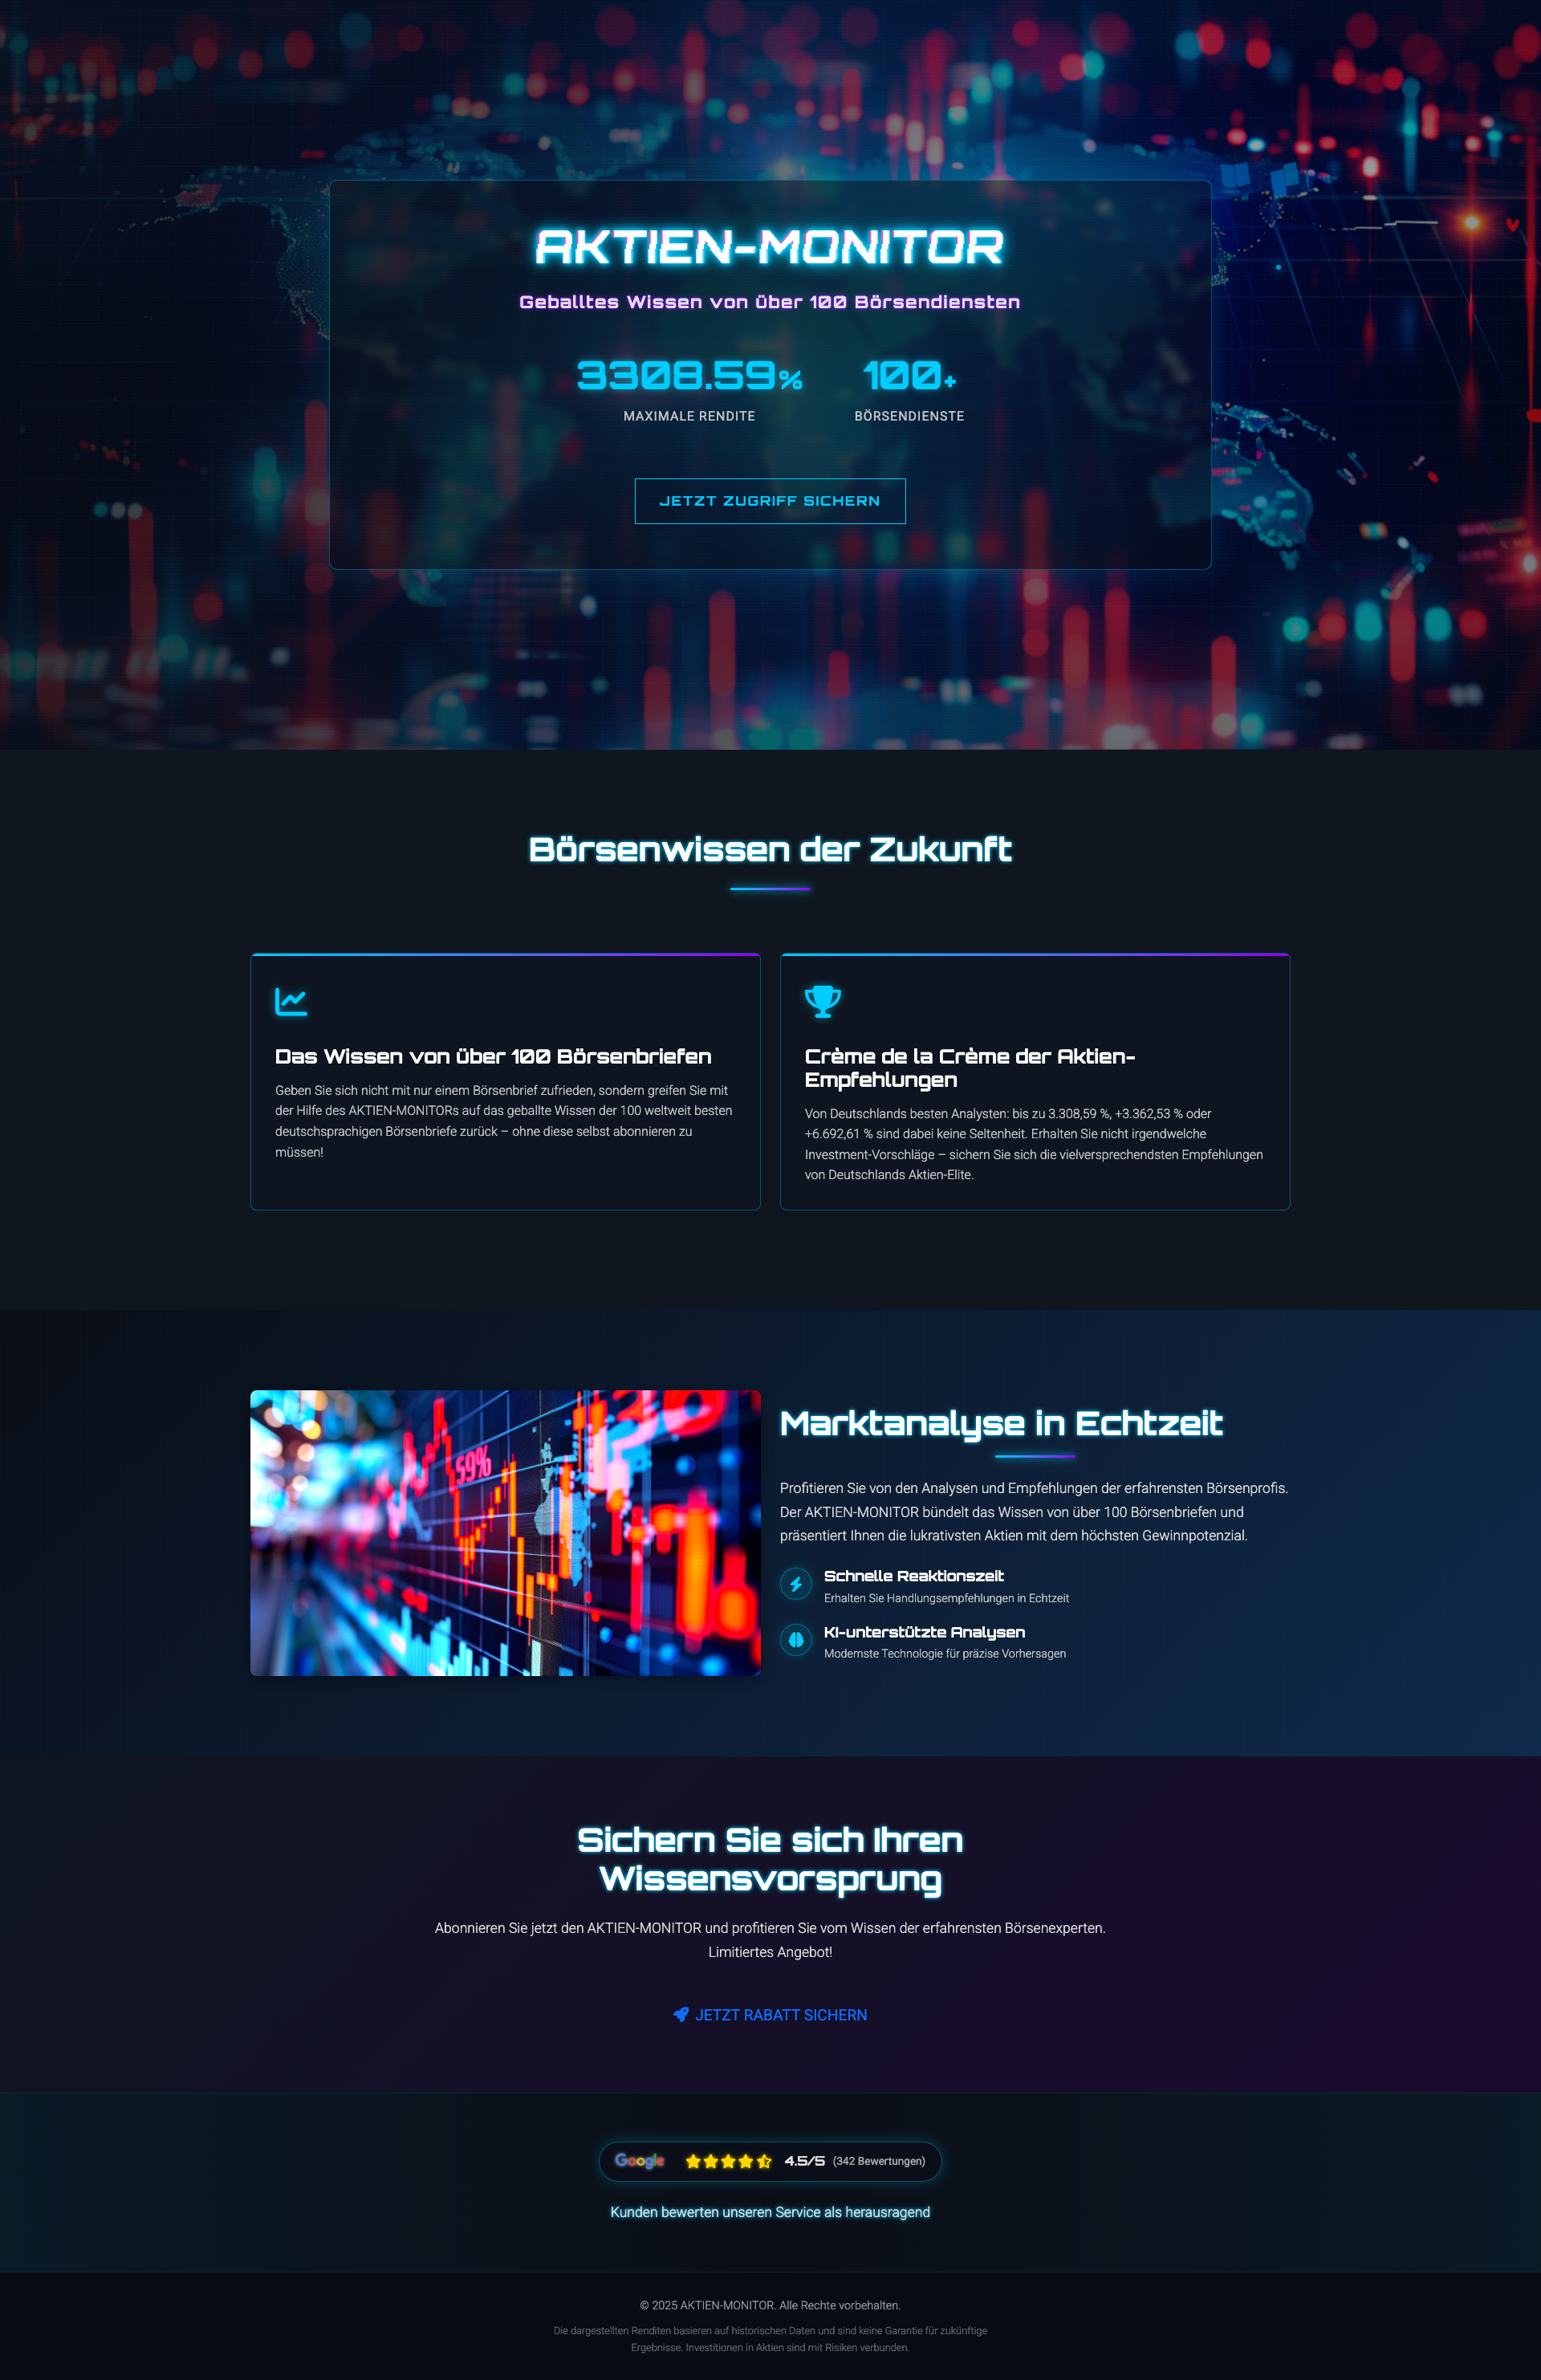 AKTIEN-MONITOR
Geballtes Wissen von über 100 Börsendiensten
3308.59%
MAXIMALE RENDITE
100+
BÖRSENDIENSTE
JETZT ZUGRIFF SICHERN
Börsenwissen der Zukunft
Das Wissen von über 100 Börsenbriefen
Geben Sie sich nicht mit nur einem Börsenbrief zufrieden, sondern greifen Sie mit
der Hilfe des AKTIEN-MONITORs auf das geballte Wissen der 100 weltweit besten
deutschsprachigen Börsenbriefe zurück – ohne diese selbst abonnieren zu
müssen!
Crème de la Crème der Aktien-
Empfehlungen
Von Deutschlands besten Analysten: bis zu 3.308,59 %, +3.362,53 % oder
+6.692,61 % sind dabei keine Seltenheit. Erhalten Sie nicht irgendwelche
Investment-Vorschläge – sichern Sie sich die vielversprechendsten Empfehlungen
von Deutschlands Aktien-Elite.
59%
Marktanalyse in Echtzeit
Profitieren Sie von den Analysen und Empfehlungen der erfahrensten Börsenprofis.
Der AKTIEN-MONITOR bündelt das Wissen von über 100 Börsenbriefen und
präsentiert Ihnen die lukrativsten Aktien mit dem höchsten Gewinnpotenzial.
Schnelle Reaktionszeit
Erhalten Sie Handlungsempfehlungen in Echtzeit
KI-unterstützte Analysen
Modernste Technologie für präzise Vorhersagen
Sichern Sie sich Ihren
Wissensvorsprung
Abonnieren Sie jetzt den AKTIEN-MONITOR und profitieren Sie vom Wissen der erfahrensten Börsenexperten.
Limitiertes Angebot!
JETZT RABATT SICHERN
Google 4.5/5 (342 Bewertungen)
Kunden bewerten unseren Service als herausragend
© 2025 AKTIEN-MONITOR. Alle Rechte vorbehalten.
Die dargestellten Renditen basieren auf historischen Daten und sind keine Garantie für zukünftige
Ergebnisse. Investitionen in Aktien sind mit Risiken verbunden.